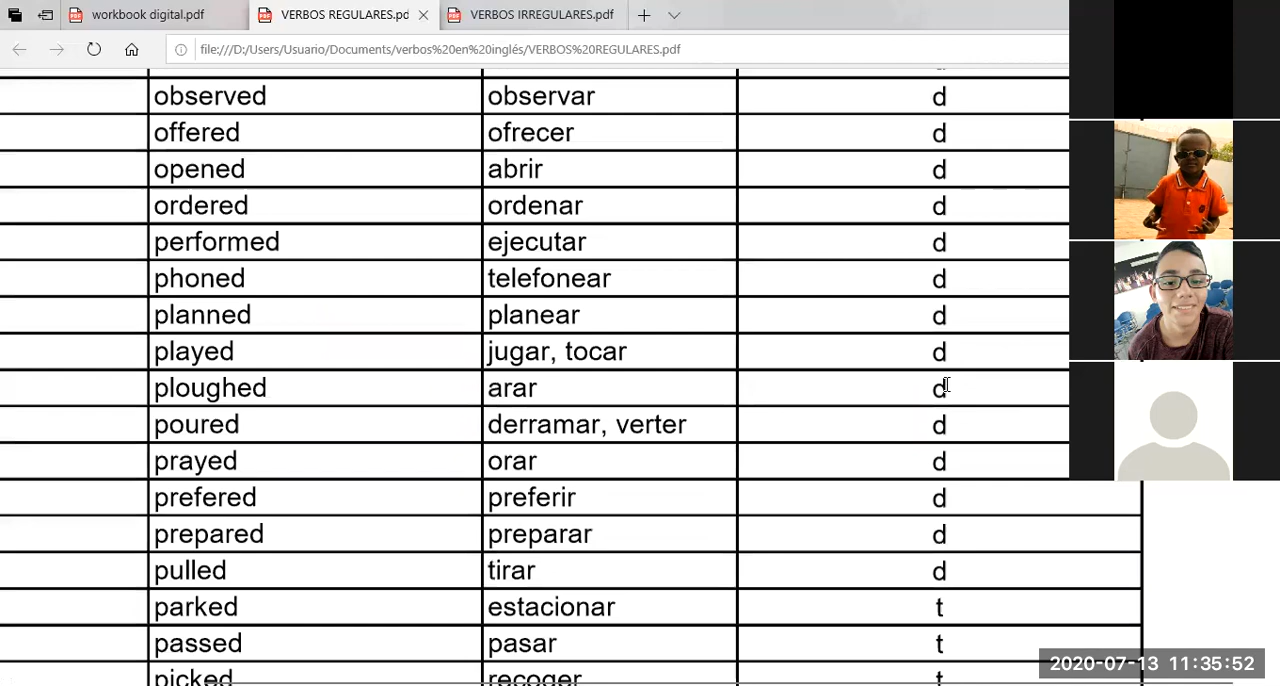 workbook digital.pdf VERBOS REGULARES.pd VERBOS IRREGULARES.pdf
file:///D:/Users/Usuario/Documents/verbos%20en%20inglés/VERBOS%20REGULARES.pdf
observed observar d
offered ofrecer d
opened abrir d
ordered ordenar d
performed ejecutar d
phoned telefonear d
planned planear d
played jugar, tocar d
ploughed arar d
poured derramar, verter d
prayed orar d
prefered preferir d
prepared preparar d
pulled tirar d
parked estacionar t
passed pasar t
picked recoger t
2020-07-13 11:35:52